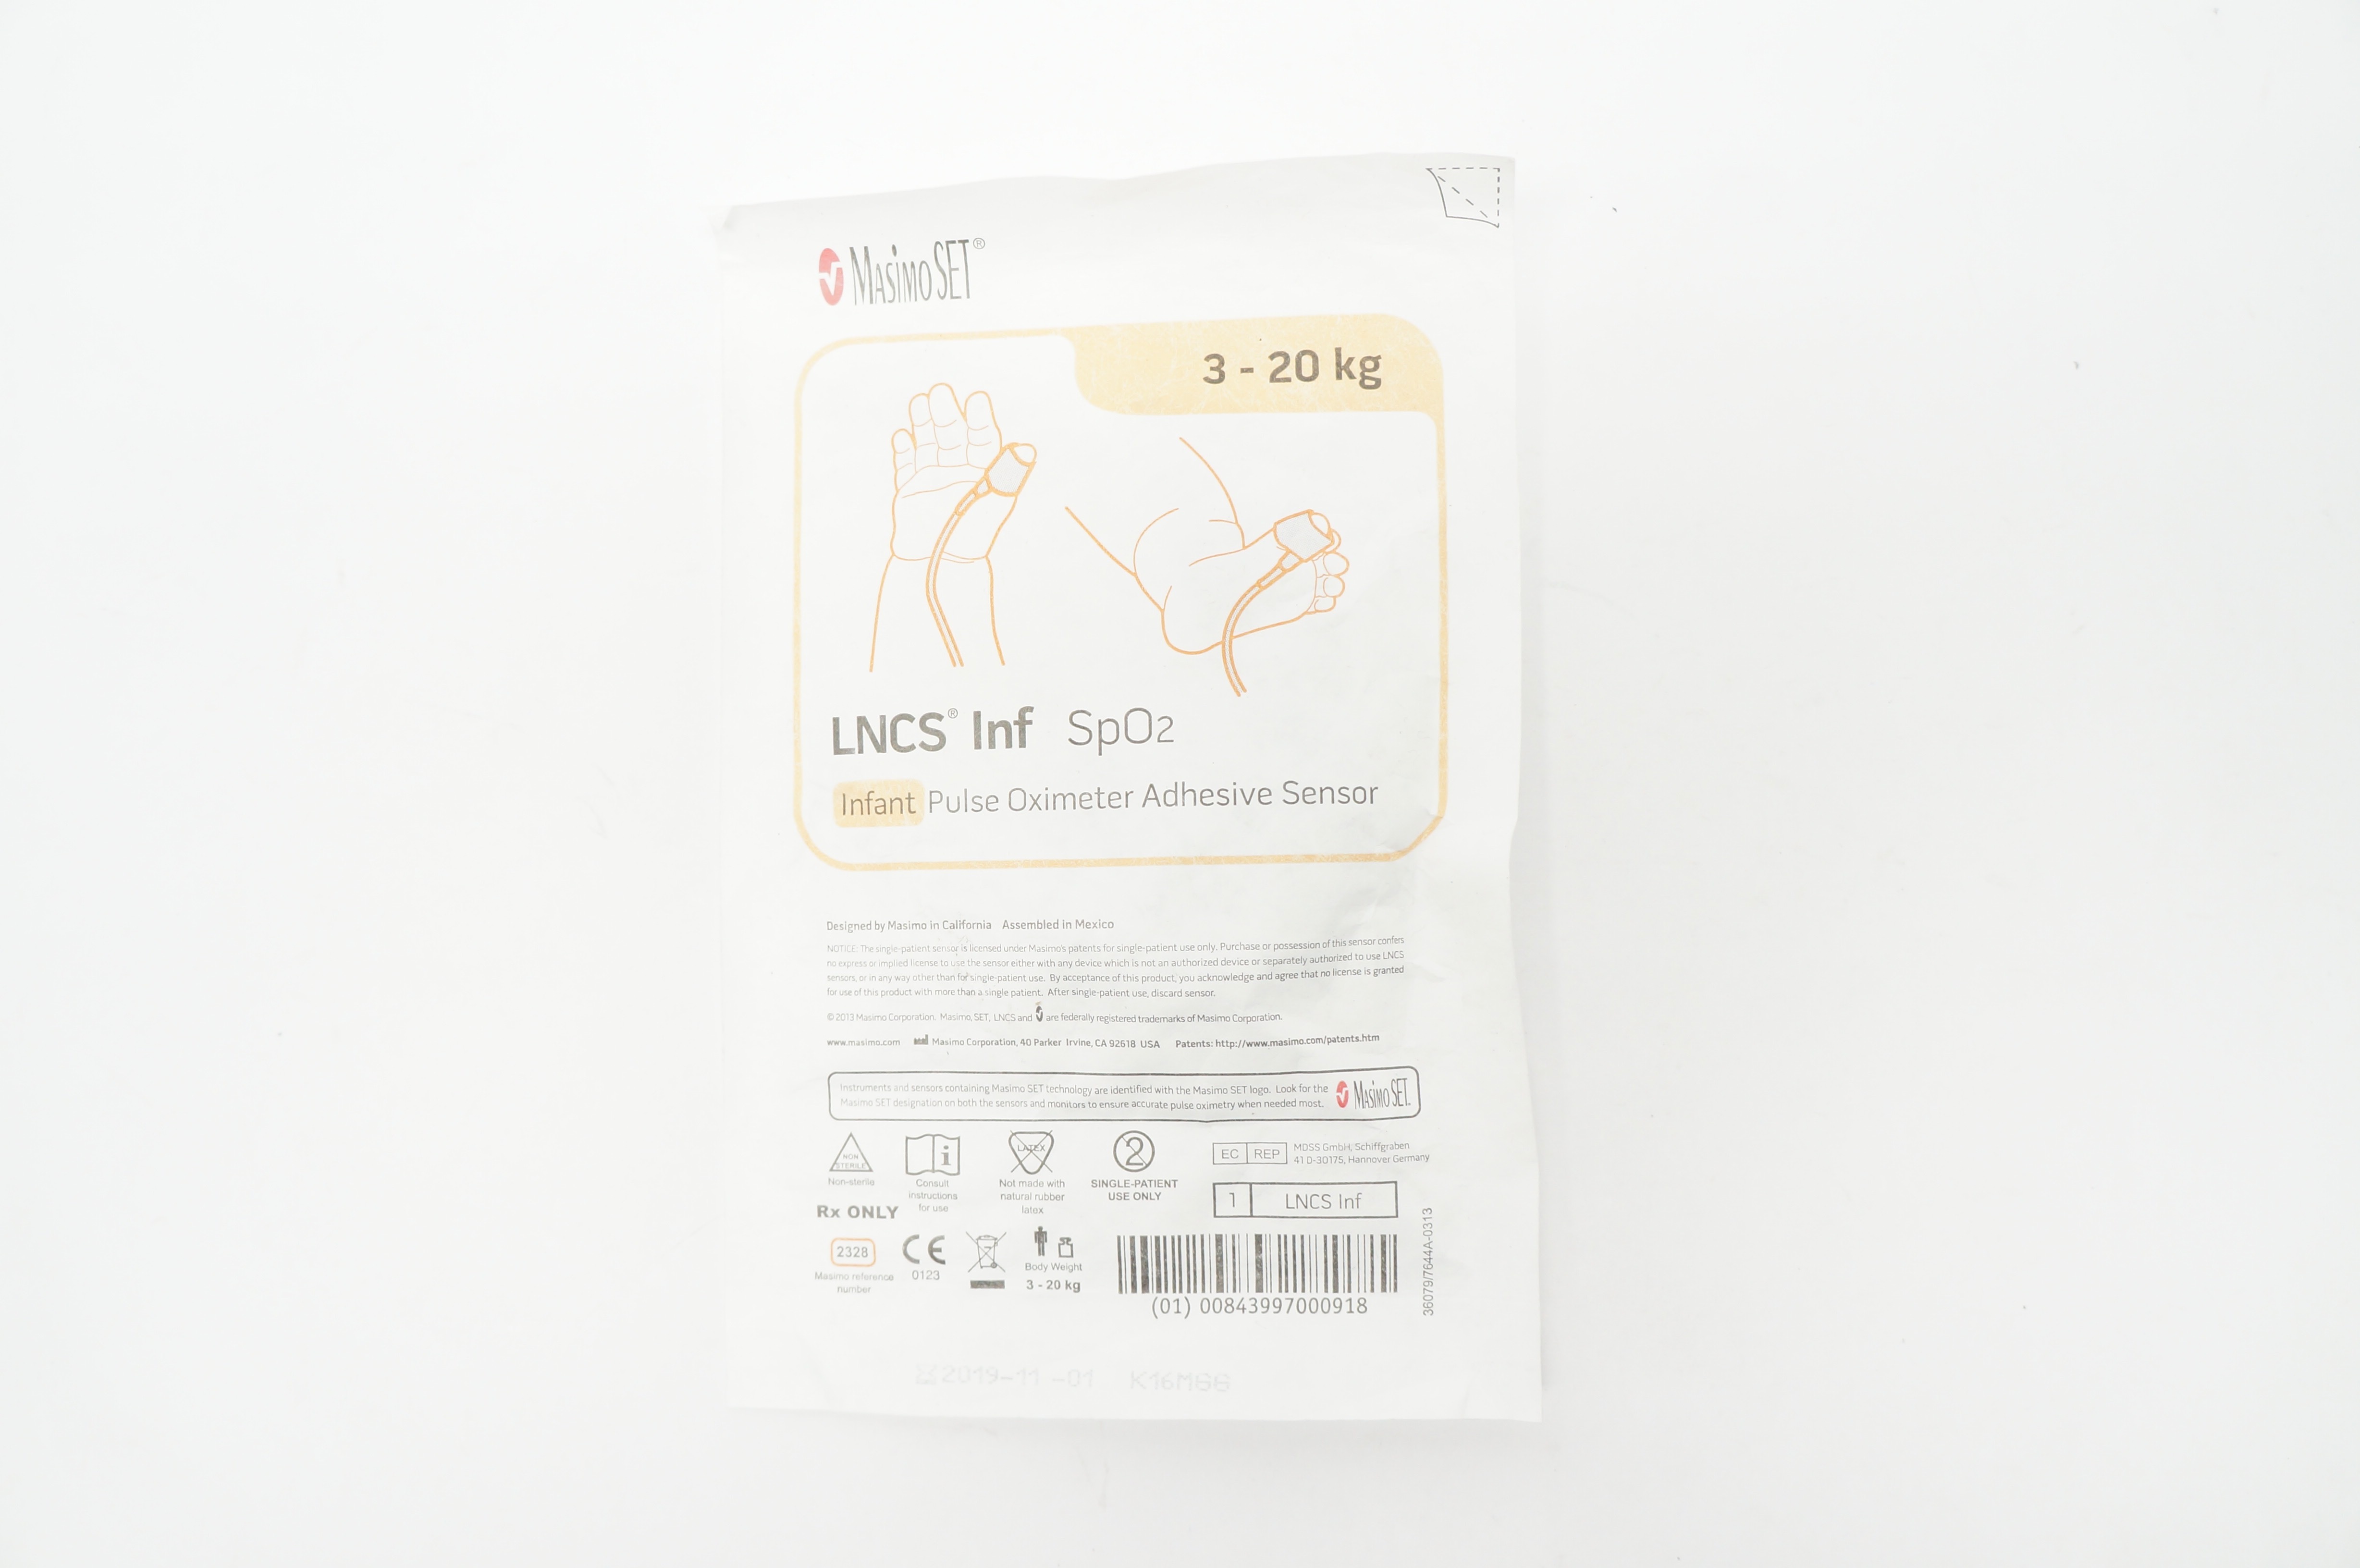 MasimoSET®
3 - 20 kg
LNCS® Inf SpO2
Infant Pulse Oximeter Adhesive Sensor
Designed by Masimo in California Assembled in Mexico
NOTICE: The single-patient sensor is licensed under Masimo's patents for single-patient use only. Purchase or possession of this sensor confers
no express or implied license to use the sensor either with any device which is not an authorized device or separately authorized to use LNCS
sensors, or in any way other than for single-patient use. By acceptance of this product, you acknowledge and agree that no license is granted
for use of this product with more than a single patient. After single-patient use, discard sensor.
© 2013 Masimo Corporation. Masimo, SET, LNCS and are federally registered trademarks of Masimo Corporation.
www.masimo.com Masimo Corporation, 40 Parker Irvine, CA 92618 USA Patents: http://www.masimo.com/patents.htm
Instruments and sensors containing Masimo SET technology are identified with the Masimo SET logo. Look for the
Masimo SET designation on both the sensors and monitors to ensure accurate pulse oximetry when needed most.
MasimoSET.
NON
STERILE
Non-sterile
i
Consult
instructions
for use
LATEX
Not made with
natural rubber
latox
2
SINGLE-PATIENT
USE ONLY
EC REP
MDSS GmbH, Schiffgraben
41 D-30175, Hannover Germany
1 LNCS Inf
Rx ONLY
2328
Masimo reference
number
CE
0123
Body Weight
3 - 20 kg
(01) 00843997000918
36079/7644A-0313
2019-11-01 K16MGG